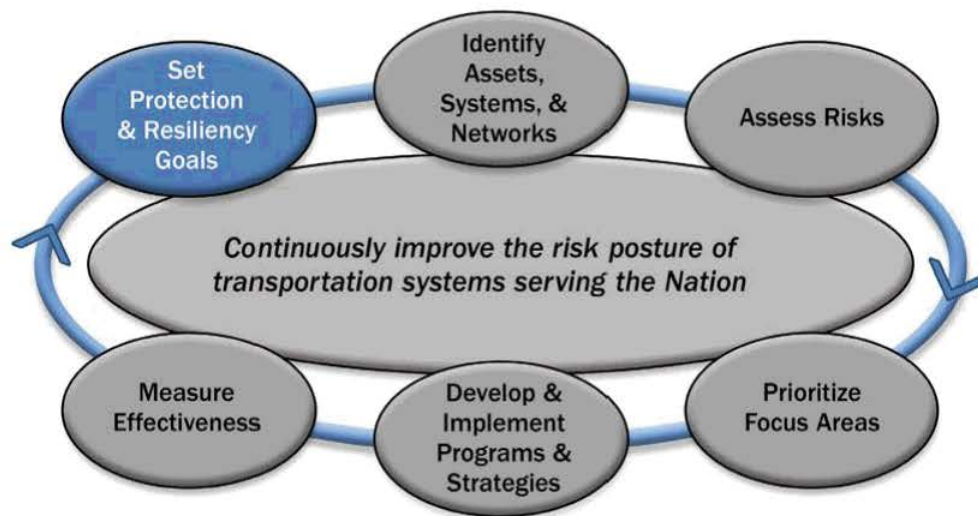 Set
Protection
& Resiliency
Goals
Identify
Assets,
Systems, &
Networks
Assess Risks
Continuously improve the risk posture of
transportation systems serving the Nation
Measure
Effectiveness
Develop &
Implement
Programs &
Strategies
Prioritize
Focus Areas